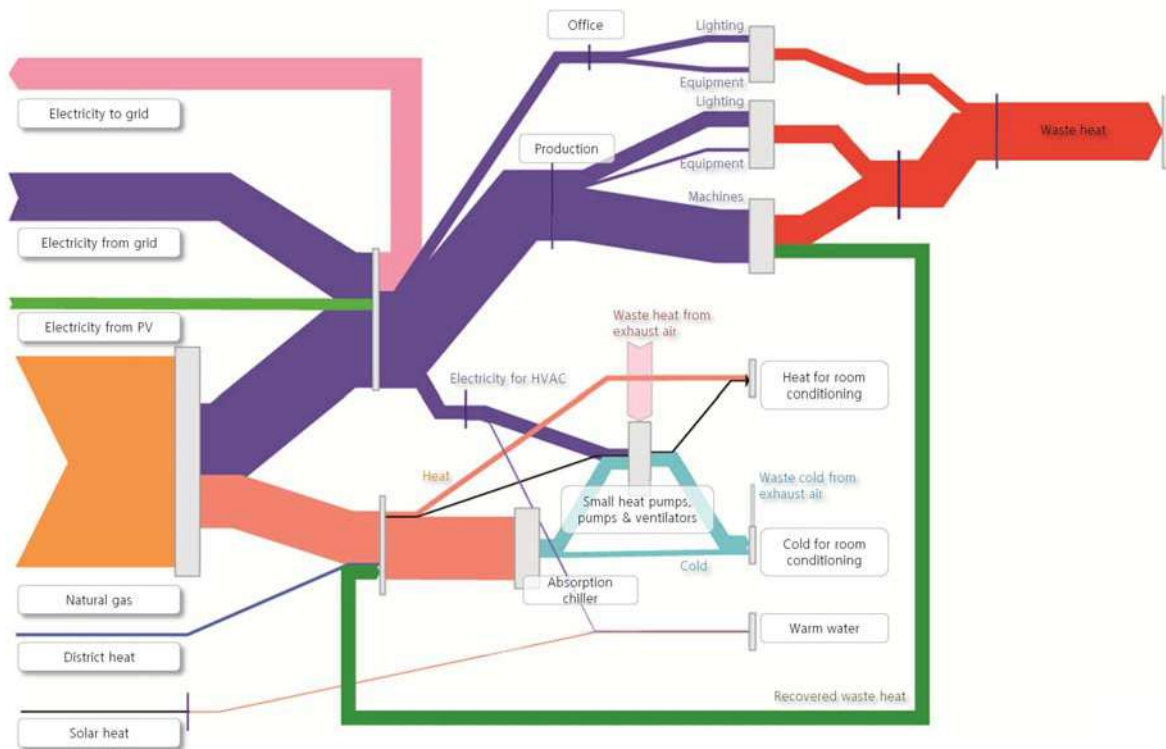 Office
Lighting
Equipment
Electricity to grid
Lighting
Production
Equipment
Waste heat
Machines
Electricity from grid
Electricity from PV
Waste heat from
exhaust air
Electricity for HVAC
Heat for room
conditioning
Heat
Small heat pumps,
pumps & ventilators
Waste cold from
exhaust air
Cold for room
conditioning
Cold
Absorption
chiller
Natural gas
District heat
Warm water
Recovered waste heat
Solar heat